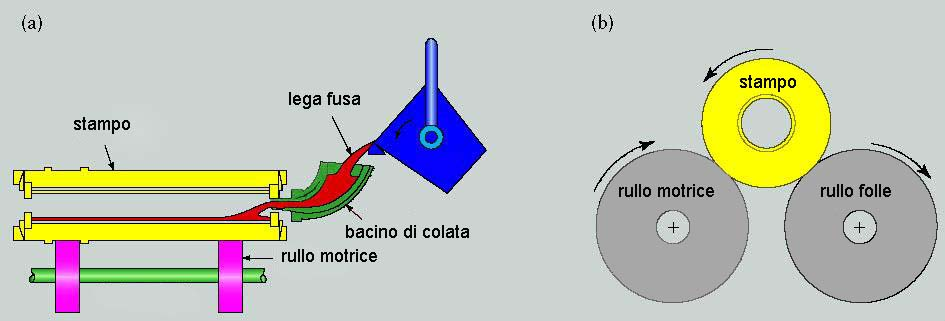 (a)
lega fusa
stampo
bacino di colata
rullo motrice
(b)
stampo
rullo motrice
rullo folle